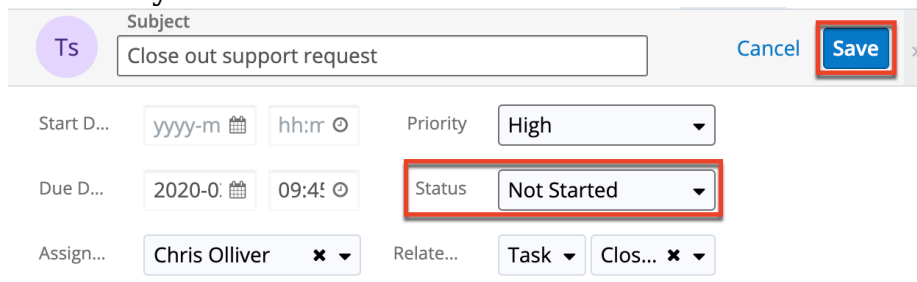 Subject
Ts
Close out support request
Cancel
Save
Start D...
yyyy-m
hh:m
Priority
High
Due D...
2020-0
09:4
Status
Not Started
Assign...
Chris Olliver
Relate...
Task
Clos...